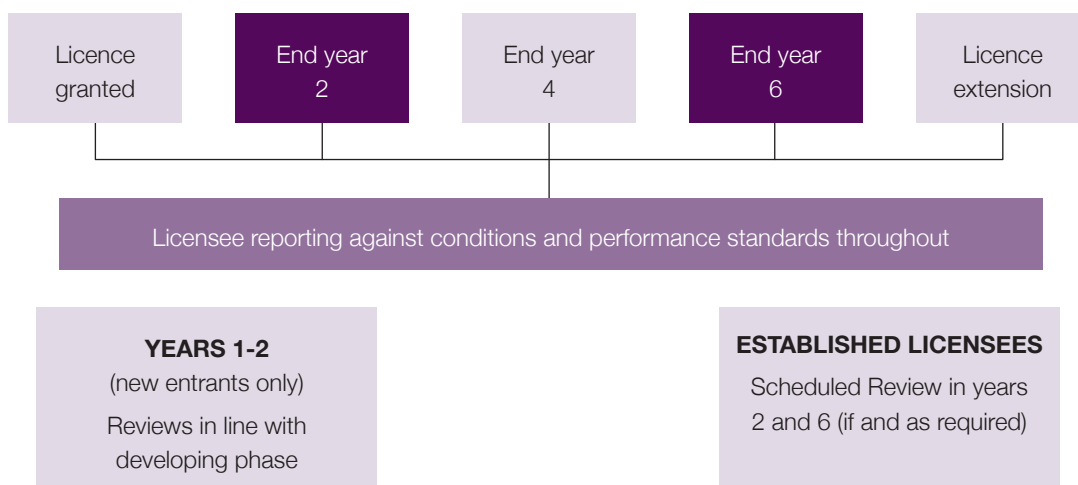 Licence
granted
End year
2
End year
4
End year
6
Licence
extension
Licensee reporting against conditions and performance standards throughout
YEARS 1-2
(new entrants only)
Reviews in line with
developing phase
ESTABLISHED LICENSEES
Scheduled Review in years
2 and 6 (if and as required)